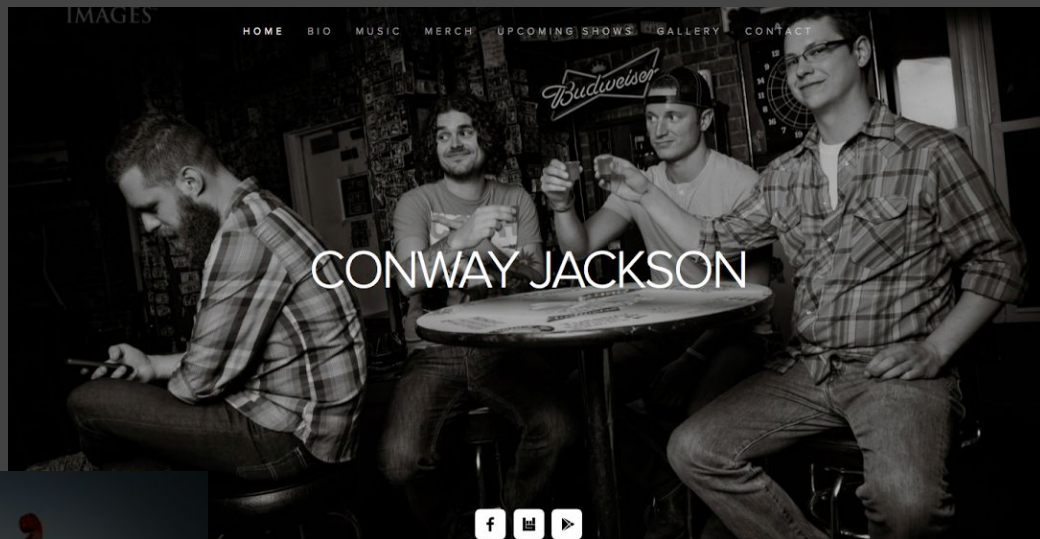 IMAGES
HOME BIO MUSIC MERCH UPCOMING SHOWS GALLERY CONTACT
Budweiser
CONWAY JACKSON